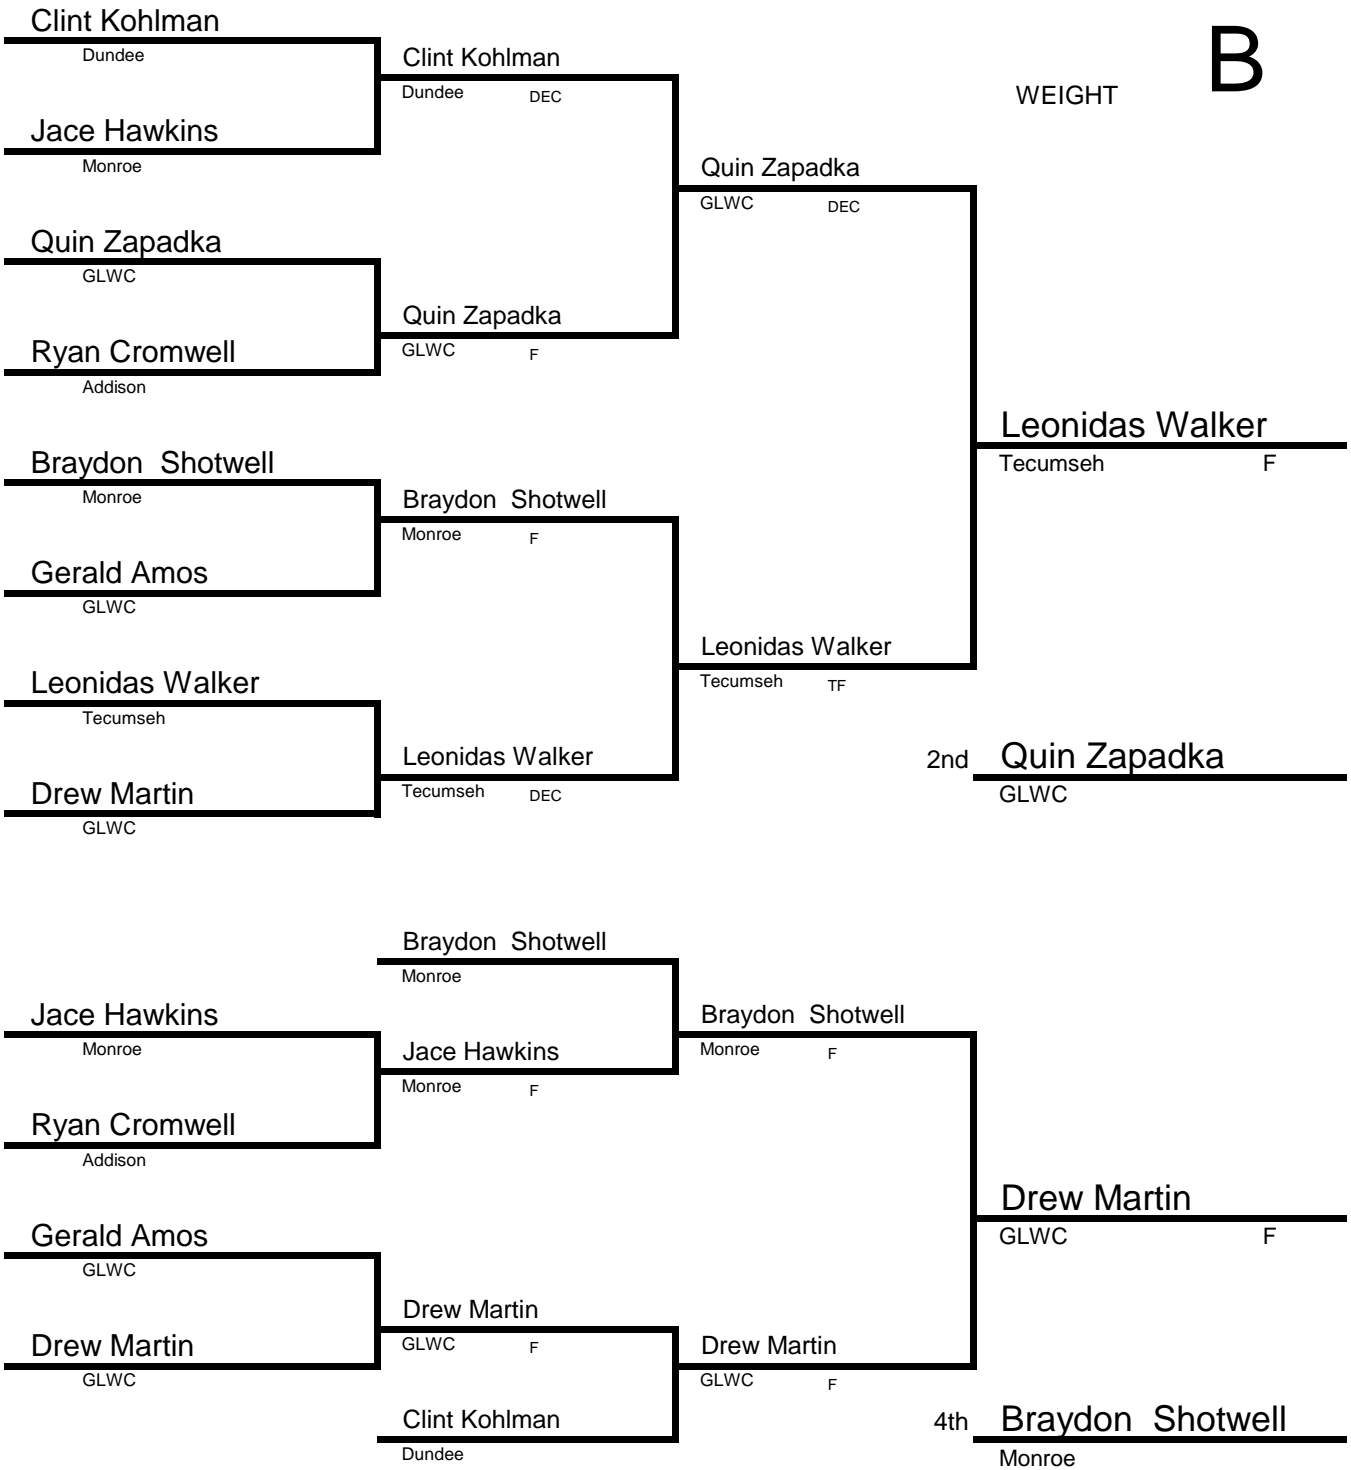 Clint Kohlman
Dundee
Clint Kohlman
Dundee DEC
B
WEIGHT
Jace Hawkins
Monroe
Quin Zapadka
GLWC DEC
Quin Zapadka
GLWC
Quin Zapadka
GLWC F
Ryan Cromwell
Addison
Leonidas Walker
Tecumseh F
Braydon  Shotwell
Monroe
Braydon  Shotwell
Monroe F
Gerald Amos
GLWC
Leonidas Walker
Tecumseh TF
Leonidas Walker
Tecumseh
Leonidas Walker
Tecumseh DEC
2nd Quin Zapadka
GLWC
Drew Martin
GLWC
Braydon  Shotwell
Monroe
Jace Hawkins
Monroe
Braydon  Shotwell
Monroe F
Jace Hawkins
Monroe F
Ryan Cromwell
Addison
Drew Martin
GLWC F
Gerald Amos
GLWC
Drew Martin
GLWC F
Drew Martin
GLWC
Drew Martin
GLWC F
Clint Kohlman
Dundee
4th Braydon  Shotwell
Monroe